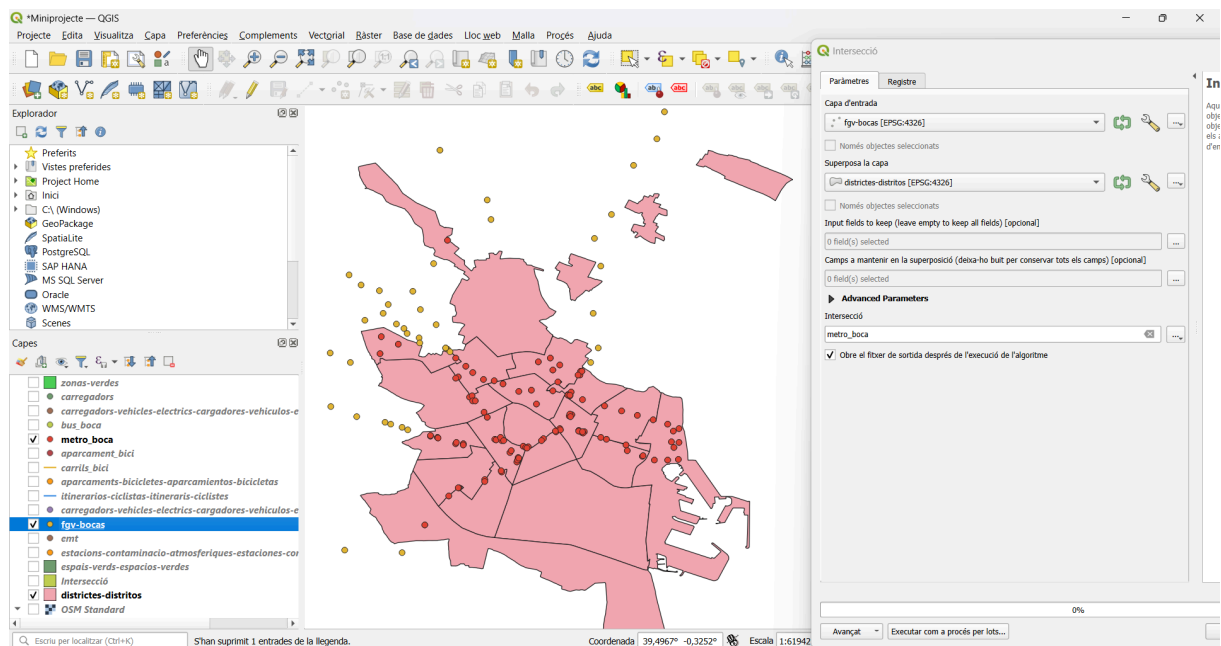 *Miniprojecte — QGIS
Projecte Edita Visualitza Capa Preferències Complements Vectorial Ràster Base de dades Lloc web Malla Procés Ajuda
Explorador
Preferits
Vistes preferides
Project Home
Inici
C:\ (Windows)
GeoPackage
SpatiaLite
PostgreSQL
SAP HANA
MS SQL Server
Oracle
WMS/WMTS
Scenes
Capes
zonas-verdes
carregadors
carregadors-vehicles-electrics-cargadores-vehiculos-e
bus_boca
metro_boca
aparcament_bici
carrils_bici
aparcaments-bicicletes-aparcamientos-bicicletas
itinerarios-ciclistas-itineraris-ciclistes
carregadors-vehicles-electrics-cargadores-vehiculos-e
fgv-bocas
emt
estacions-contaminacio-atmosferiques-estaciones-con
espais-verds-espacios-verdes
Intersecció
districtes-distritos
OSM Standard
Escriu per localitzar (Ctrl+K)
S'han suprimit 1 entrades de la llegenda.
Coordenada 39,4967° -0,3252°
Escala 1:61942
Intersecció
Paràmetres Registre
Capa d'entrada
fgv-bocas [EPSG:4326]
Només objectes seleccionats
Superposa la capa
districtes-distritos [EPSG:4326]
Només objectes seleccionats
Input fields to keep (leave empty to keep all fields) [opcional]
0 field(s) selected
Camps a mantenir en la superposició (deixa-ho buit per conservar tots els camps) [opcional]
0 field(s) selected
Advanced Parameters
Intersecció
metro_boca
Obre el fitxer de sortida després de l'execució de l'algoritme
0%
Avançat
Executar com a procés per lots...
In
Aqu
obje
obje
els a
d'en